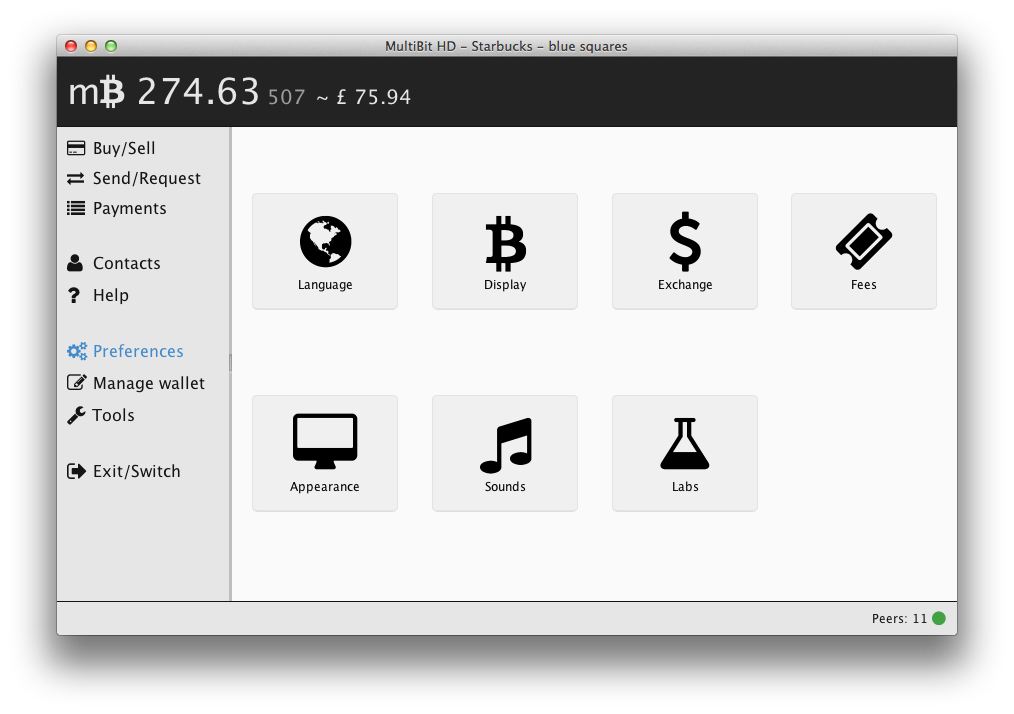 MultiBit HD – Starbucks – blue squares
m₿ 274.63 507 ~ £ 75.94
Buy/Sell
Send/Request
Payments
Contacts
Help
Preferences
Manage wallet
Tools
Exit/Switch
Language
Display
Exchange
Fees
Appearance
Sounds
Labs
Peers: 11